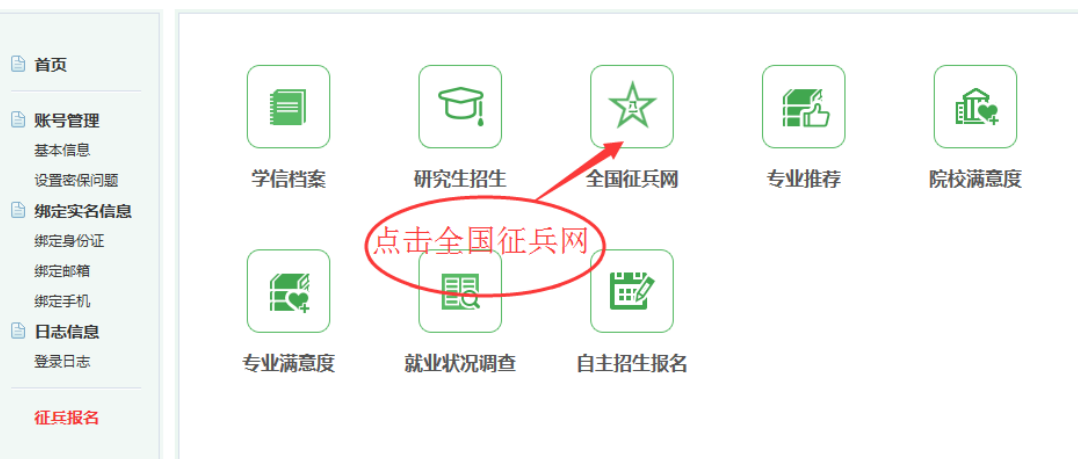 首页
账号管理
基本信息
设置密保问题
绑定实名信息
绑定身份证
绑定邮箱
绑定手机
日志信息
登录日志
征兵报名
学信档案
研究生招生
全国征兵网
专业推荐
院校满意度
点击全国征兵网
专业满意度
就业状况调查
自主招生报名